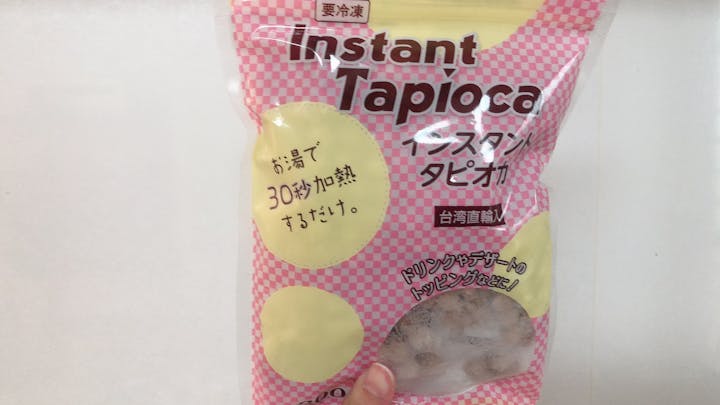 要冷凍
Instant
Tapioca
インスタント
タピオカ
お湯で
30秒加熱
するだけ。
台湾直輸入
ドリンクやデザートの
トッピングなどに!